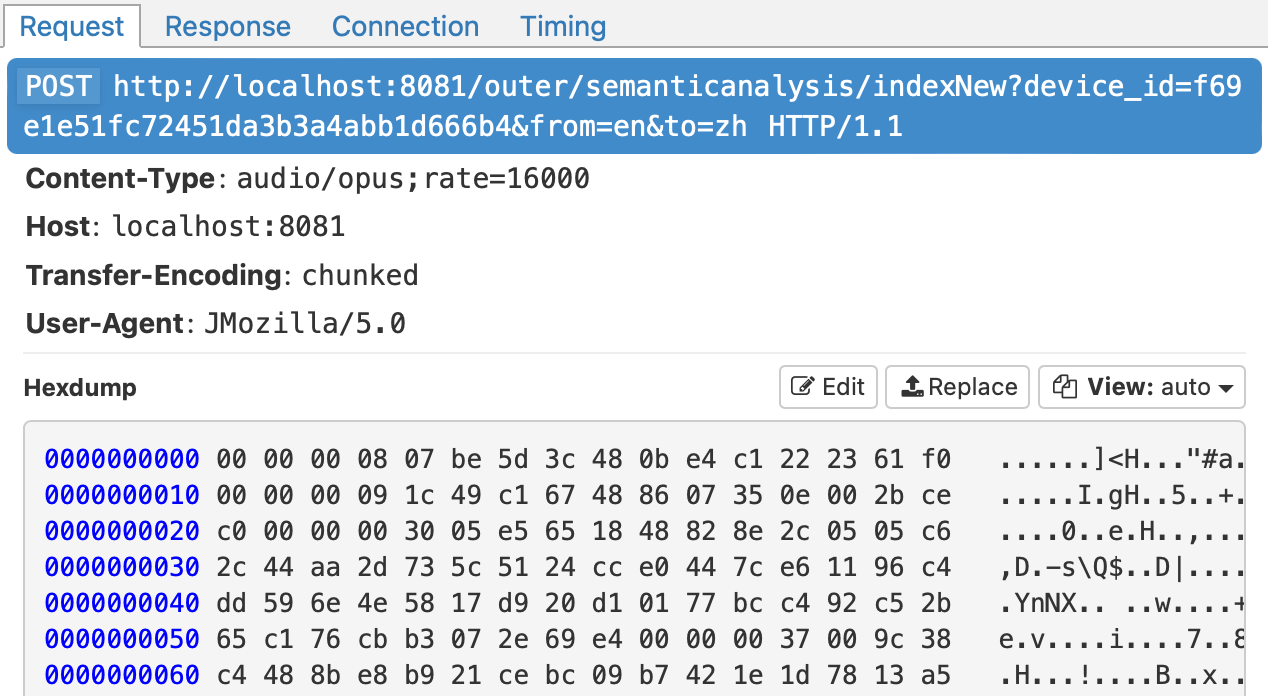 Request Response Connection Timing
POST http://localhost:8081/outer/semanticanalysis/indexNew?device_id=f69
e1e51fc72451da3b3a4abb1d666b4&from=en&to=zh HTTP/1.1
Content-Type: audio/opus;rate=16000
Host: localhost:8081
Transfer-Encoding: chunked
User-Agent: JMozilla/5.0
Hexdump Edit Replace View: auto
0000000000 00 00 00 08 07 be 5d 3c 48 0b e4 c1 22 23 61 f0 ......]<H..."#a.
0000000010 00 00 00 09 1c 49 c1 67 48 86 07 35 0e 00 2b ce .....I.gH..5..+.
0000000020 c0 00 00 00 30 05 e5 65 18 48 82 8e 2c 05 05 c6 ....0..e.H..,...
0000000030 2c 44 aa 2d 73 5c 51 24 cc e0 44 7c e6 11 96 c4 ,D.-s\Q$..D|....
0000000040 dd 59 6e 4e 58 17 d9 20 d1 01 77 bc c4 92 c5 2b .YnNX.. ..w....+
0000000050 65 c1 76 cb b3 07 2e 69 e4 00 00 00 37 00 9c 38 e.v....i....7..8
0000000060 c4 48 8b e8 b9 21 ce bc 09 b7 42 1e 1d 78 13 a5 .H...!....B..x..